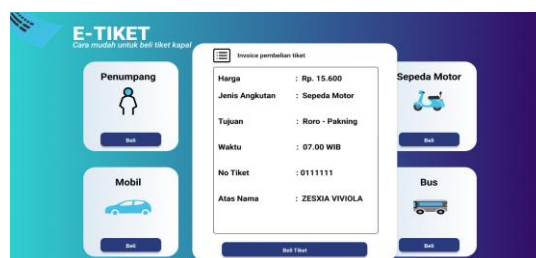 E-TIKET
Cara mudah untuk beli tiket kapal
Penumpang
Beli
Mobil
Beli
Invoice pembelian tiket
Harga : Rp. 15.600
Jenis Angkutan : Sepeda Motor
Tujuan : Roro - Pakning
Waktu : 07.00 WIB
No Tiket : 0111111
Atas Nama : ZESXIA VIVIOLA
Beli Tiket
Sepeda Motor
Beli
Bus
Beli